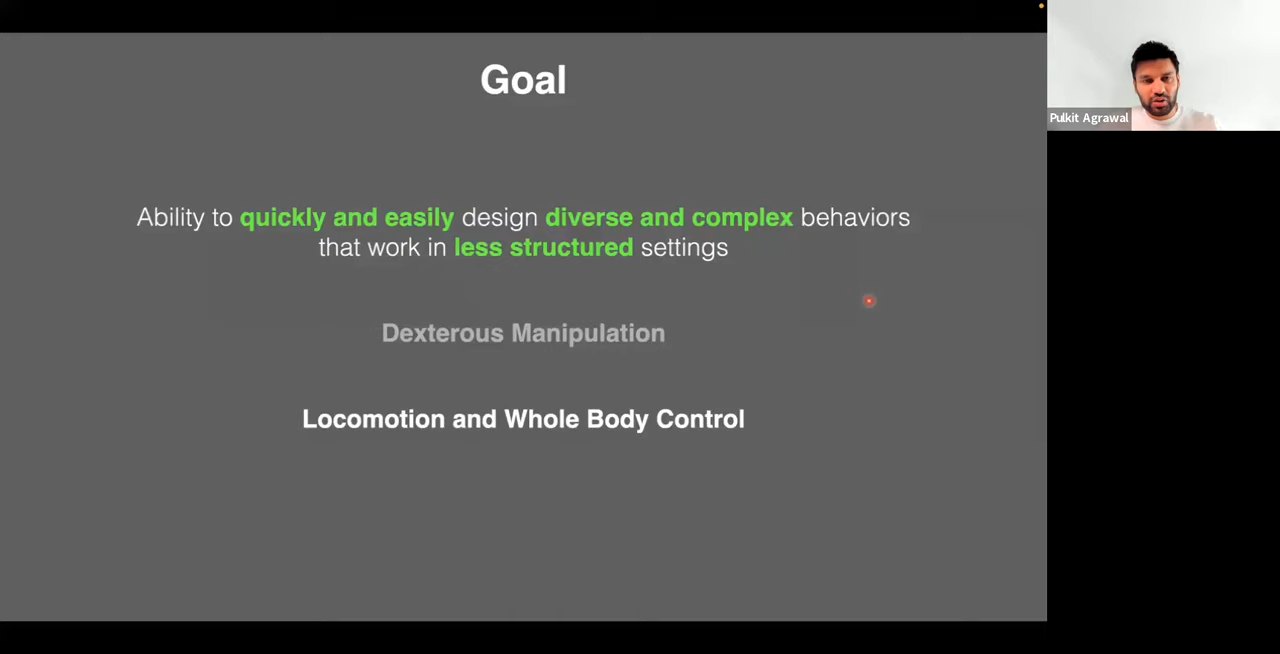 Goal
Ability to quickly and easily design diverse and complex behaviors
that work in less structured settings
Dexterous Manipulation
Locomotion and Whole Body Control
Pulkit Agrawal